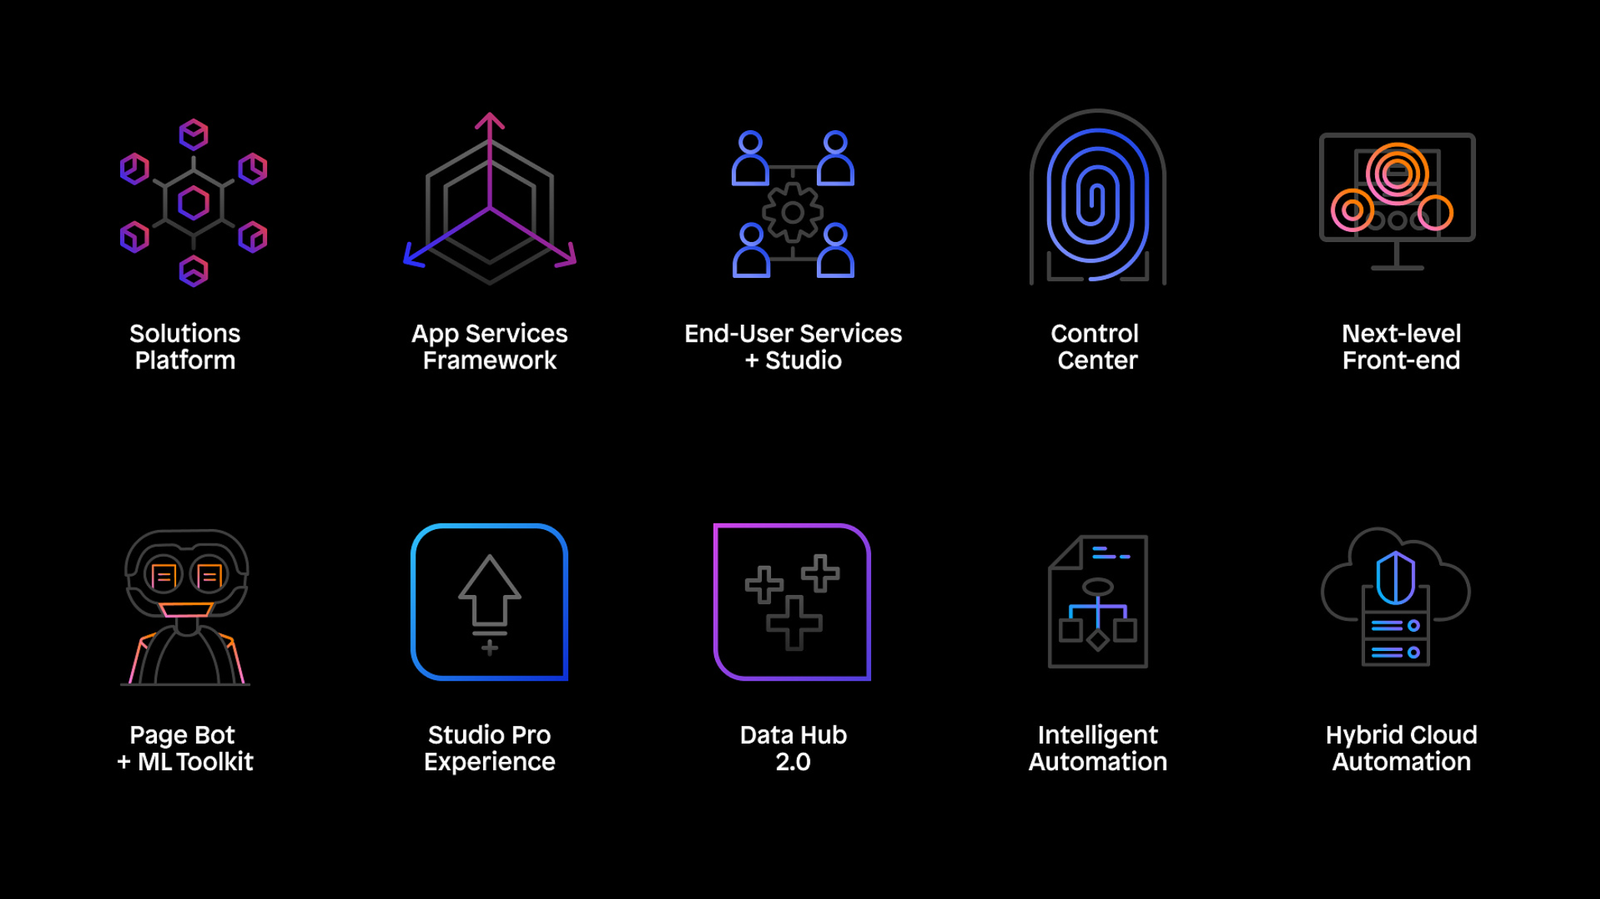 Solutions
Platform
App Services
Framework
End-User Services
+ Studio
Control
Center
Next-level
Front-end
Page Bot
+ ML Toolkit
Studio Pro
Experience
Data Hub
2.0
Intelligent
Automation
Hybrid Cloud
Automation